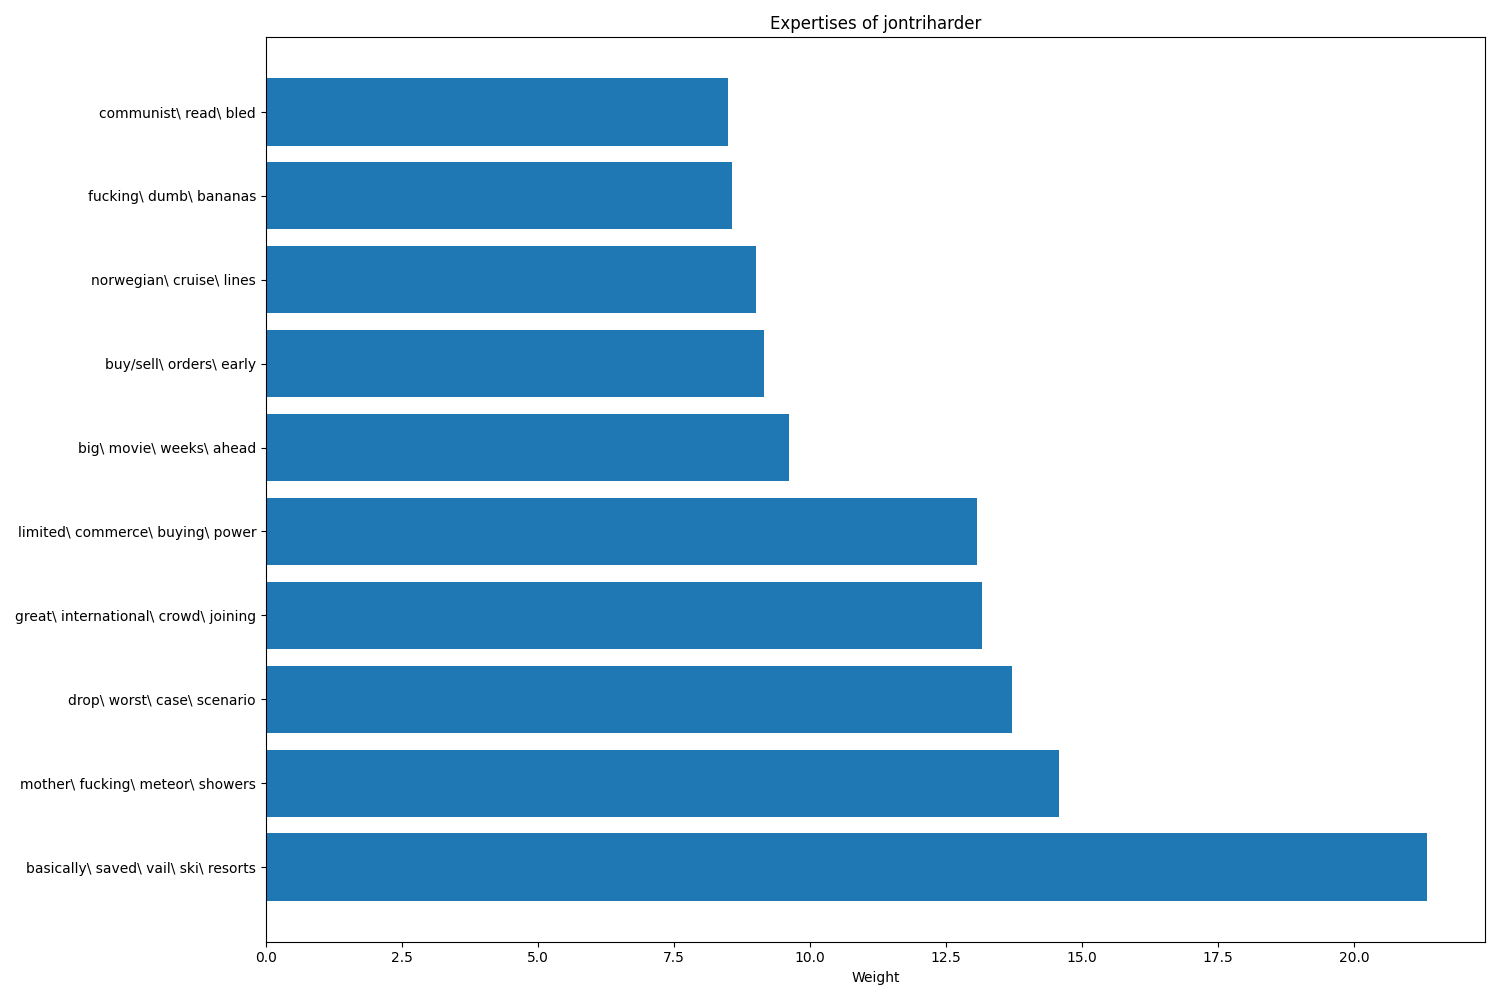 Expertises of jontriharder
communist\ read\ bled
fucking\ dumb\ bananas
norwegian\ cruise\ lines
buy/sell\ orders\ early
big\ movie\ weeks\ ahead
limited\ commerce\ buying\ power
great\ international\ crowd\ joining
drop\ worst\ case\ scenario
mother\ fucking\ meteor\ showers
basically\ saved\ vail\ ski\ resorts
0.0 2.5 5.0 7.5 10.0 12.5 15.0 17.5 20.0
Weight